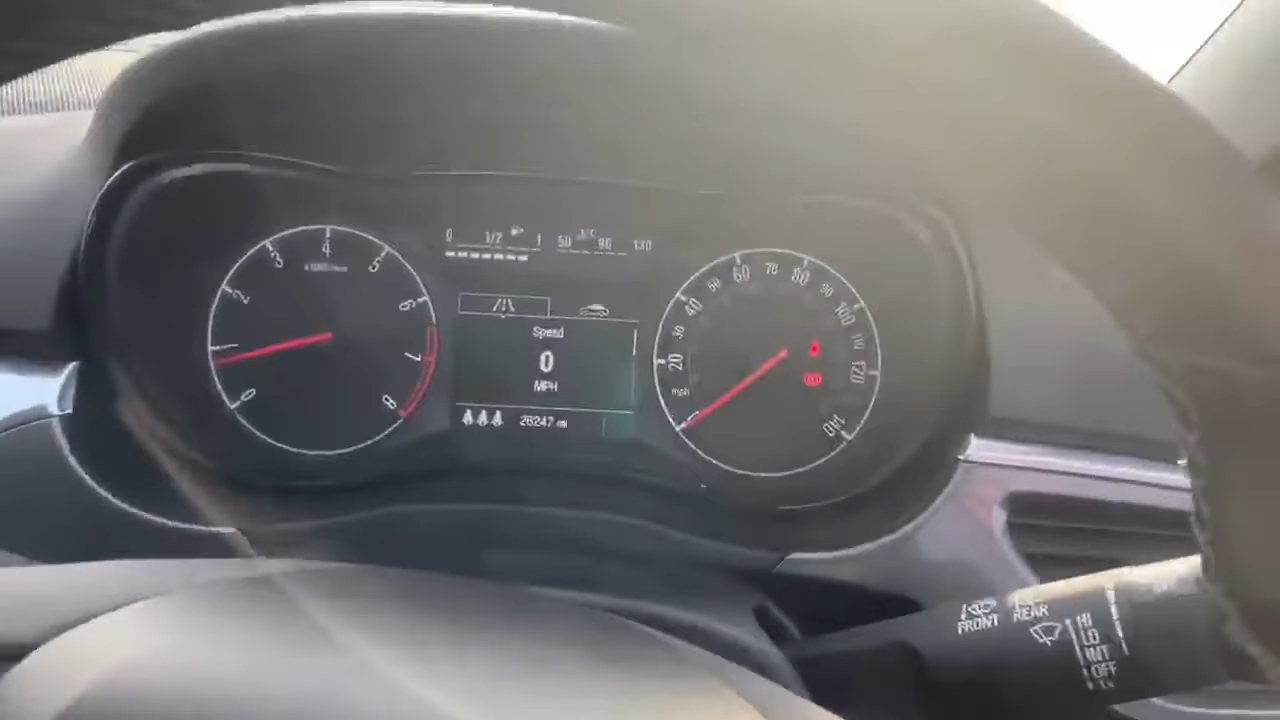 0 1/2 1 50 90 130
0 1 2 3 4 5 6 7 8
Speed
0
MPH
26247 mi
20 30 40 50 60 70 80 90 100 110 120 140
mph
FRONT REAR
HI
LO
INT
OFF